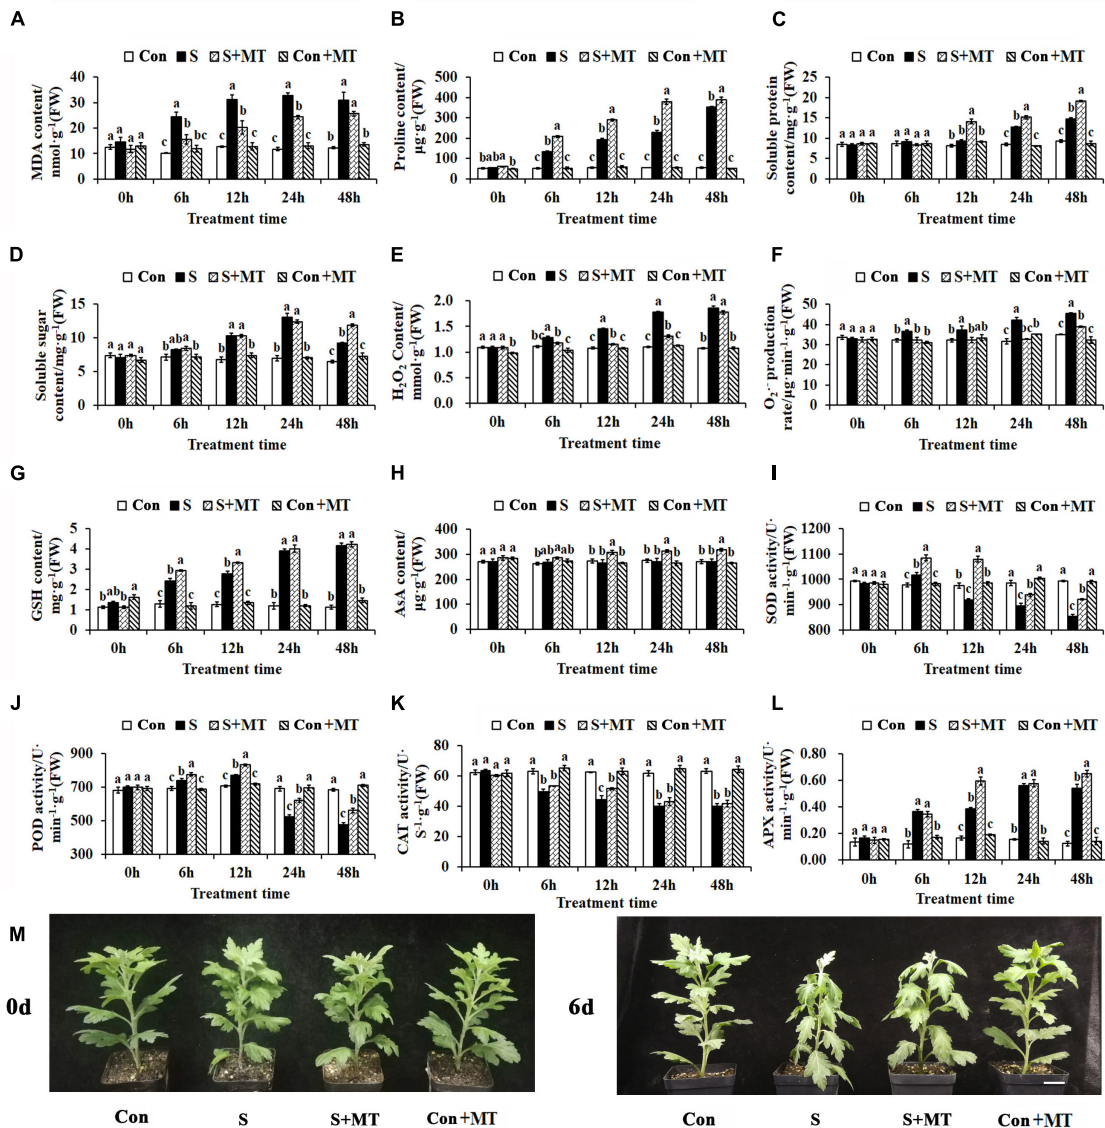 A B C
Con S S+MT Con+MT
MDA content/
nmol·g⁻¹(FW)
40
30
20
10
0
a a a a c a b bc c a b c c a b c c a b c
0h 6h 12h 24h 48h
Treatment time
Con S S+MT Con+MT
Proline content/
µg·g⁻¹(FW)
500
400
300
200
100
0
b ab a b c b a c c b a c c b a c c b a c
0h 6h 12h 24h 48h
Treatment time
Con S S+MT Con+MT
Soluble protein
content/mg·g⁻¹(FW)
25
20
15
10
5
0
a a a a a a a a c b a c c b a c c b a c
0h 6h 12h 24h 48h
Treatment time
D E F
Con S S+MT Con+MT
Soluble sugar
content/mg·g⁻¹(FW)
15
10
5
0
a a a a b ab a b b a a b b a a b c b a c
0h 6h 12h 24h 48h
Treatment time
Con S S+MT Con+MT
H₂O₂ Content/
mmol·g⁻¹(FW)
2.0
1.5
1.0
0.5
0.0
a a a b bc a b c c a b c c a b c c a b c
0h 6h 12h 24h 48h
Treatment time
Con S S+MT Con+MT
O₂·⁻ production
rate/µg·min⁻¹·g⁻¹(FW)
50
40
30
20
10
0
a a a a b a b b b a b ab c a b c a b c
0h 6h 12h 24h 48h
Treatment time
G H I
Con S S+MT Con+MT
GSH content/
mg·g⁻¹(FW)
5
4
3
2
1
0
b ab b a c b a c c b a c b a a b c a a b
0h 6h 12h 24h 48h
Treatment time
Con S S+MT Con+MT
AsA content/
µg·g⁻¹(FW)
400
300
200
100
0
a a a a b ab a ab b b a b b b a b b b a b
0h 6h 12h 24h 48h
Treatment time
Con S S+MT Con+MT
SOD activity/U·
min⁻¹·g⁻¹(FW)
1200
1100
1000
900
800
a a a a c b a c b c a b a c b a a c b a
0h 6h 12h 24h 48h
Treatment time
J K L
Con S S+MT Con+MT
POD activity/U·
min⁻¹·g⁻¹(FW)
900
700
500
300
a a a a c b a c c b a c a c b a a c b a
0h 6h 12h 24h 48h
Treatment time
Con S S+MT Con+MT
CAT activity/U·
S⁻¹·g⁻¹(FW)
80
60
40
20
0
a a a a a b b a a c b a a b b a a b b a
0h 6h 12h 24h 48h
Treatment time
Con S S+MT Con+MT
APX activity/U·
min⁻¹·g⁻¹(FW)
0.80
0.60
0.40
0.20
0.00
a a a a b a a b c b a c b a a b c b a c
0h 6h 12h 24h 48h
Treatment time
M
0d
Con S S+MT Con+MT
6d
Con S S+MT Con+MT